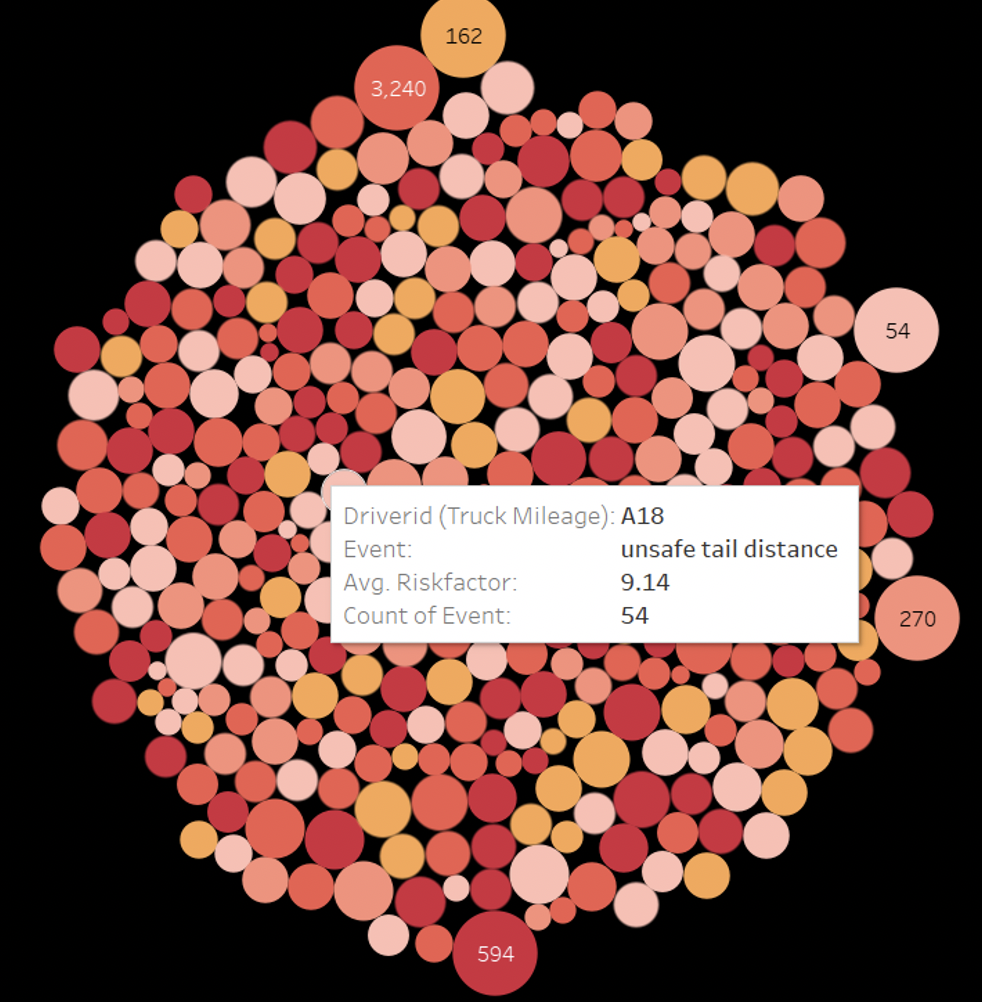 162
3,240
54
Driverid (Truck Mileage): A18
Event: unsafe tail distance
Avg. Riskfactor: 9.14
Count of Event: 54
270
594